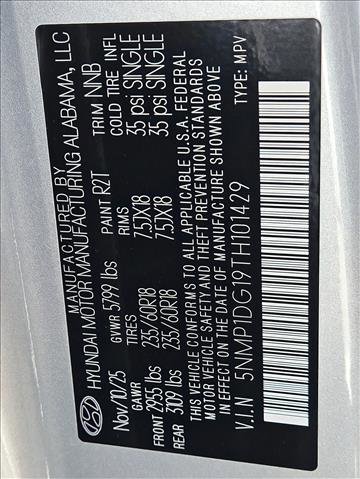 MANUFACTURED BY
HYUNDAI MOTOR MANUFACTURING ALABAMA, LLC
Nov/10/25 GVWR 5799 lbs PAINT R2T TRIM NNB
GAWR TIRES RIMS COLD TIRE INFL
FRONT 2955 lbs 235/60R18 7.5JX18 35 psi SINGLE
REAR 3109 lbs 235/60R18 7.5JX18 35 psi SINGLE
THIS VEHICLE CONFORMS TO ALL APPLICABLE U.S.A. FEDERAL
MOTOR VEHICLE SAFETY AND THEFT PREVENTION STANDARDS
IN EFFECT ON THE DATE OF MANUFACTURE SHOWN ABOVE
V.I.N 5NMP1DG19TH101429 TYPE: MPV